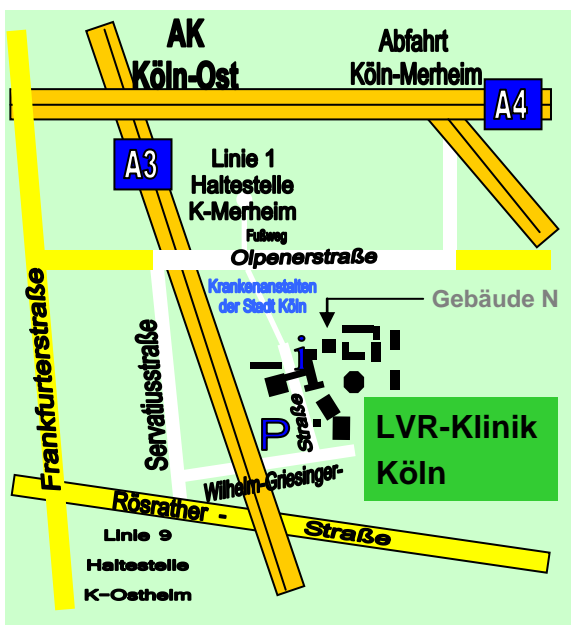 AK
Köln-Ost
Abfahrt
Köln-Merheim
A4
A3
Linie 1
Haltestelle
K-Merheim
Fußweg
Olpenerstraße
Krankenanstalten
der Stadt Köln
Gebäude N
Frankfurterstraße
Servatiusstraße
i
P
Straße
Wilhelm-Griesinger-
LVR-Klinik
Köln
Rösrather - Straße
Linie 9
Haltestelle
K-Ostheim